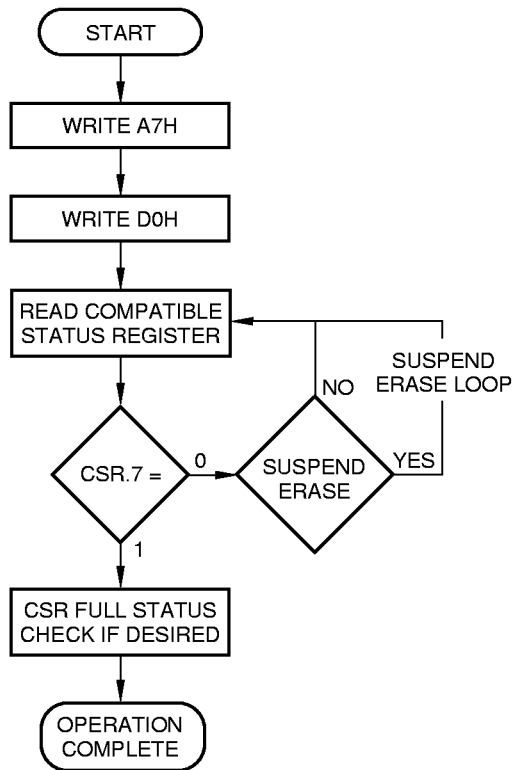 START
WRITE A7H
WRITE D0H
READ COMPATIBLE
STATUS REGISTER
SUSPEND
ERASE LOOP
NO
CSR.7 =
0
SUSPEND
ERASE
YES
1
CSR FULL STATUS
CHECK IF DESIRED
OPERATION
COMPLETE